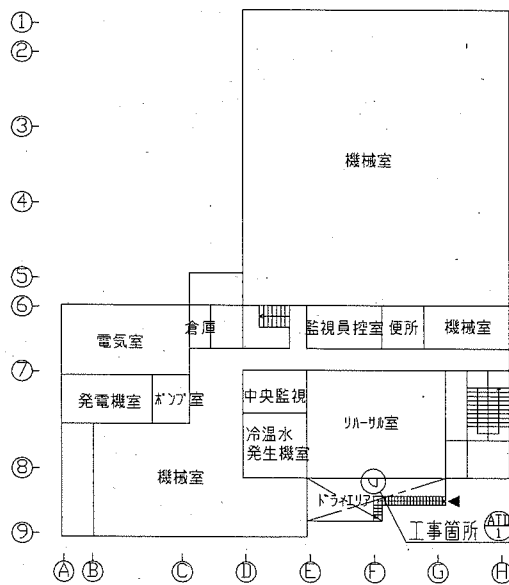 ①
②
③
機械室
④
⑤
⑥
倉庫
監視員控室
便所
機械室
電気室
⑦
発電機室
ポンプ室
中央監視
リハーサル室
冷温水
発生機室
⑧
機械室
ドライエリア
工事箇所
ATD
1
⑨
Ⓐ Ⓑ Ⓒ Ⓓ Ⓔ Ⓕ Ⓖ Ⓗ